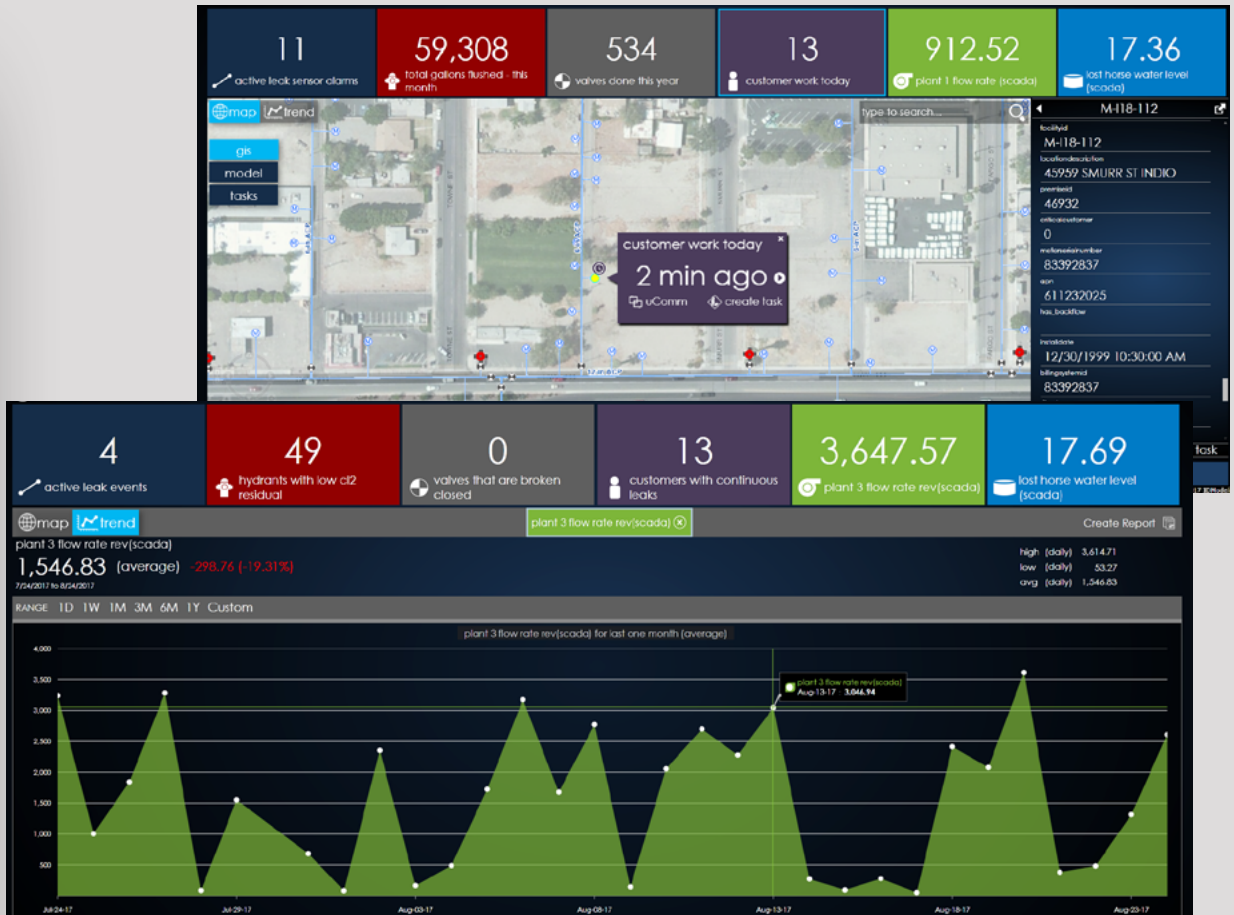 11
active leak sensor alarms
59,308
total gallons flushed - this
month
534
valves done this year
13
customer work today
912.52
plant 1 flow rate (scada)
17.36
lost horse water level
(scada)
map
trend
type to search...
M-I18-112
gis
model
tasks
facilityid
M-I18-112
locationdescription
45959 SMURR ST INDIO
premiseid
46932
criticalcustomer
0
meterserialnumber
83392837
apn
611232025
has_backflow
installdate
12/30/1999 10:30:00 AM
billingsystemid
83392837
customer work today
2 min ago
uComm
create task
task
4
active leak events
49
hydrants with low cl2
residual
0
valves that are broken
closed
13
customers with continuous
leaks
3,647.57
plant 3 flow rate rev(scada)
17.69
lost horse water level
(scada)
map
trend
plant 3 flow rate rev(scada)
Create Report
plant 3 flow rate rev(scada)
1,546.83 (average) -298.76 (-19.31%)
7/24/2017 to 8/24/2017
high (daily) 3,614.71
low (daily) 53.27
avg (daily) 1,546.83
RANGE 1D 1W 1M 3M 6M 1Y Custom
plant 3 flow rate rev(scada) for last one month (average)
4,000
3,500
3,000
2,500
2,000
1,500
1,000
500
plant 3 flow rate rev(scada)
Aug-13-17 : 3,046.94
Jul-24-17
Jul-29-17
Aug-03-17
Aug-08-17
Aug-13-17
Aug-18-17
Aug-23-17